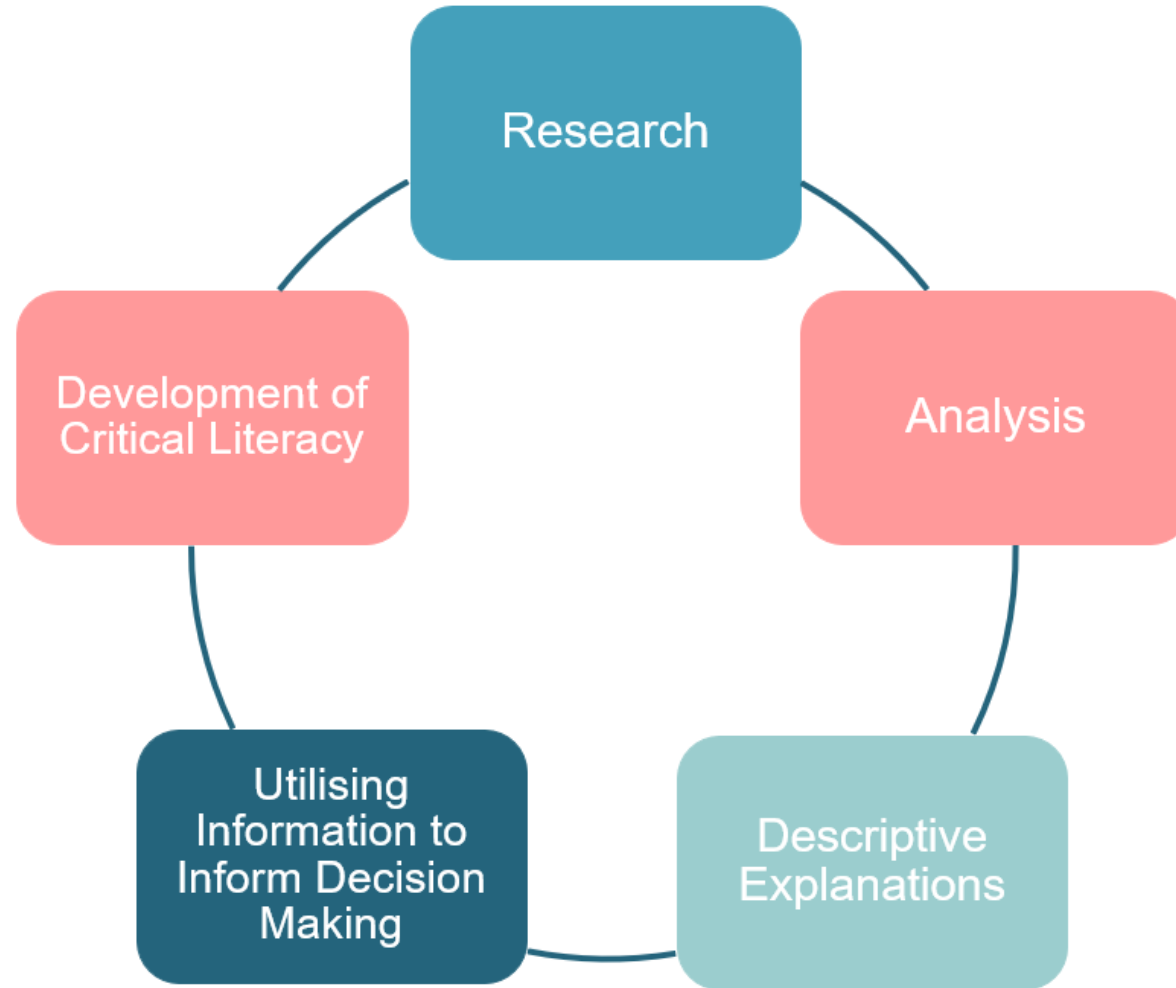 Research
Analysis
Descriptive
Explanations
Utilising
Information to
Inform Decision
Making
Development of
Critical Literacy